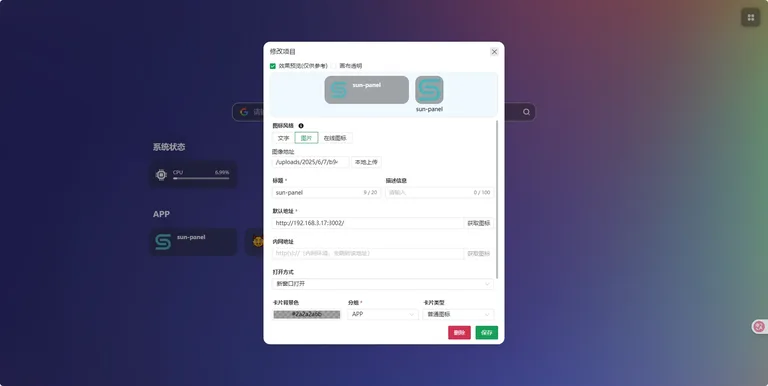 修改项目
效果预览(仅供参考) 画布透明
sun-panel
sun-panel
系统状态
CPU 6.99%
APP
sun-panel
图标风格
文字 图片 在线图标
图像地址
/uploads/2025/6/7/b9 本地上传
标题 * 描述信息
sun-panel 9 / 20 请输入 0 / 100
默认地址 *
http://192.168.3.17:3002/ 获取图标
内网地址
获取图标
打开方式
新窗口打开
卡片背景色 分组 * 卡片类型
#2a2a2a6b APP 普通图标
删除 保存